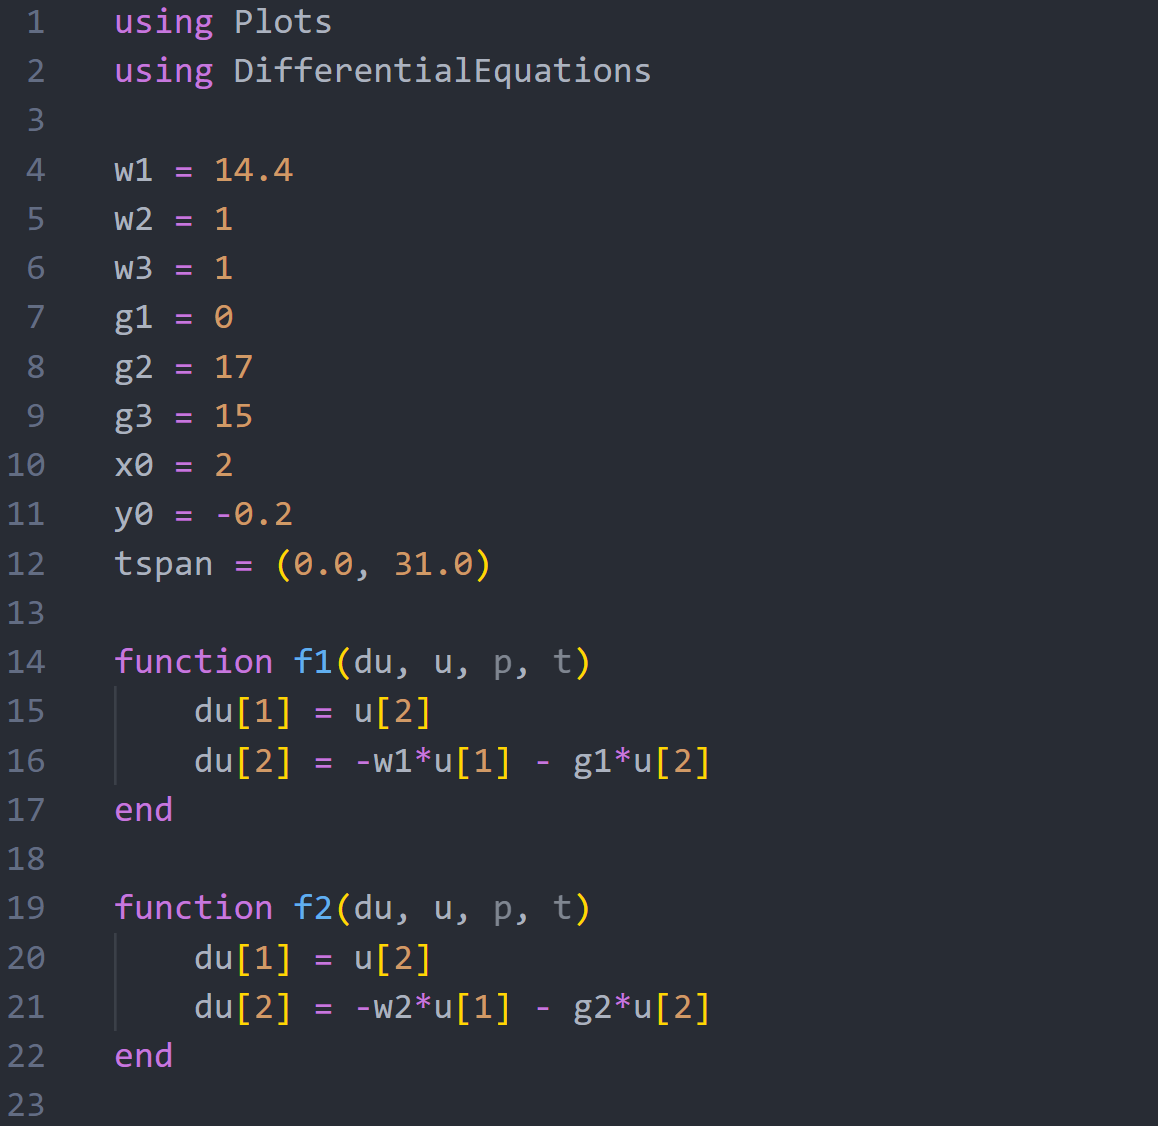 1 using Plots
2 using DifferentialEquations
3
4 w1 = 14.4
5 w2 = 1
6 w3 = 1
7 g1 = 0
8 g2 = 17
9 g3 = 15
10 x0 = 2
11 y0 = -0.2
12 tspan = (0.0, 31.0)
13
14 function f1(du, u, p, t)
15     du[1] = u[2]
16     du[2] = -w1*u[1] - g1*u[2]
17 end
18
19 function f2(du, u, p, t)
20     du[1] = u[2]
21     du[2] = -w2*u[1] - g2*u[2]
22 end
23